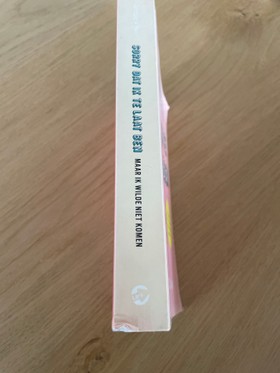 SORRY DAT IK TE LAAT BEN
MAAR IK WILDE NIET KOMEN